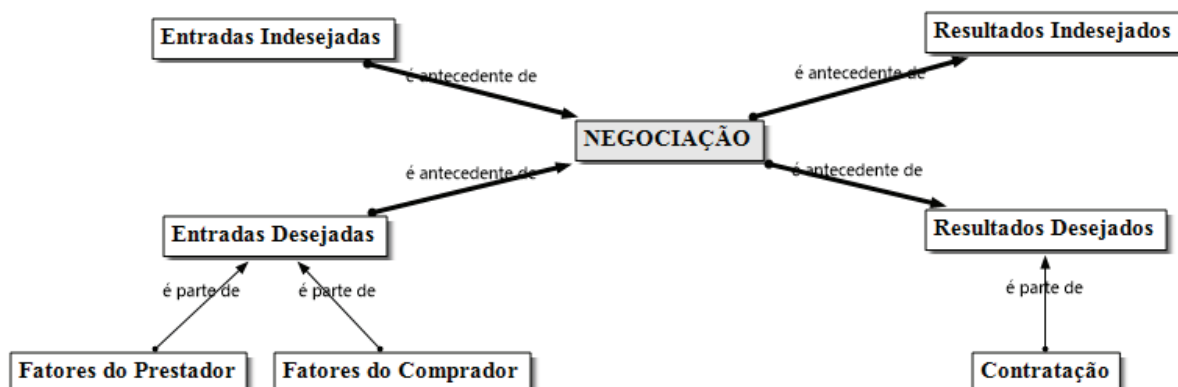 Entradas Indesejadas
Resultados Indesejados
é antecedente de
é antecedente de
NEGOCIAÇÃO
é antecedente de
é antecedente de
Entradas Desejadas
Resultados Desejados
é parte de
é parte de
é parte de
Fatores do Prestador
Fatores do Comprador
Contratação